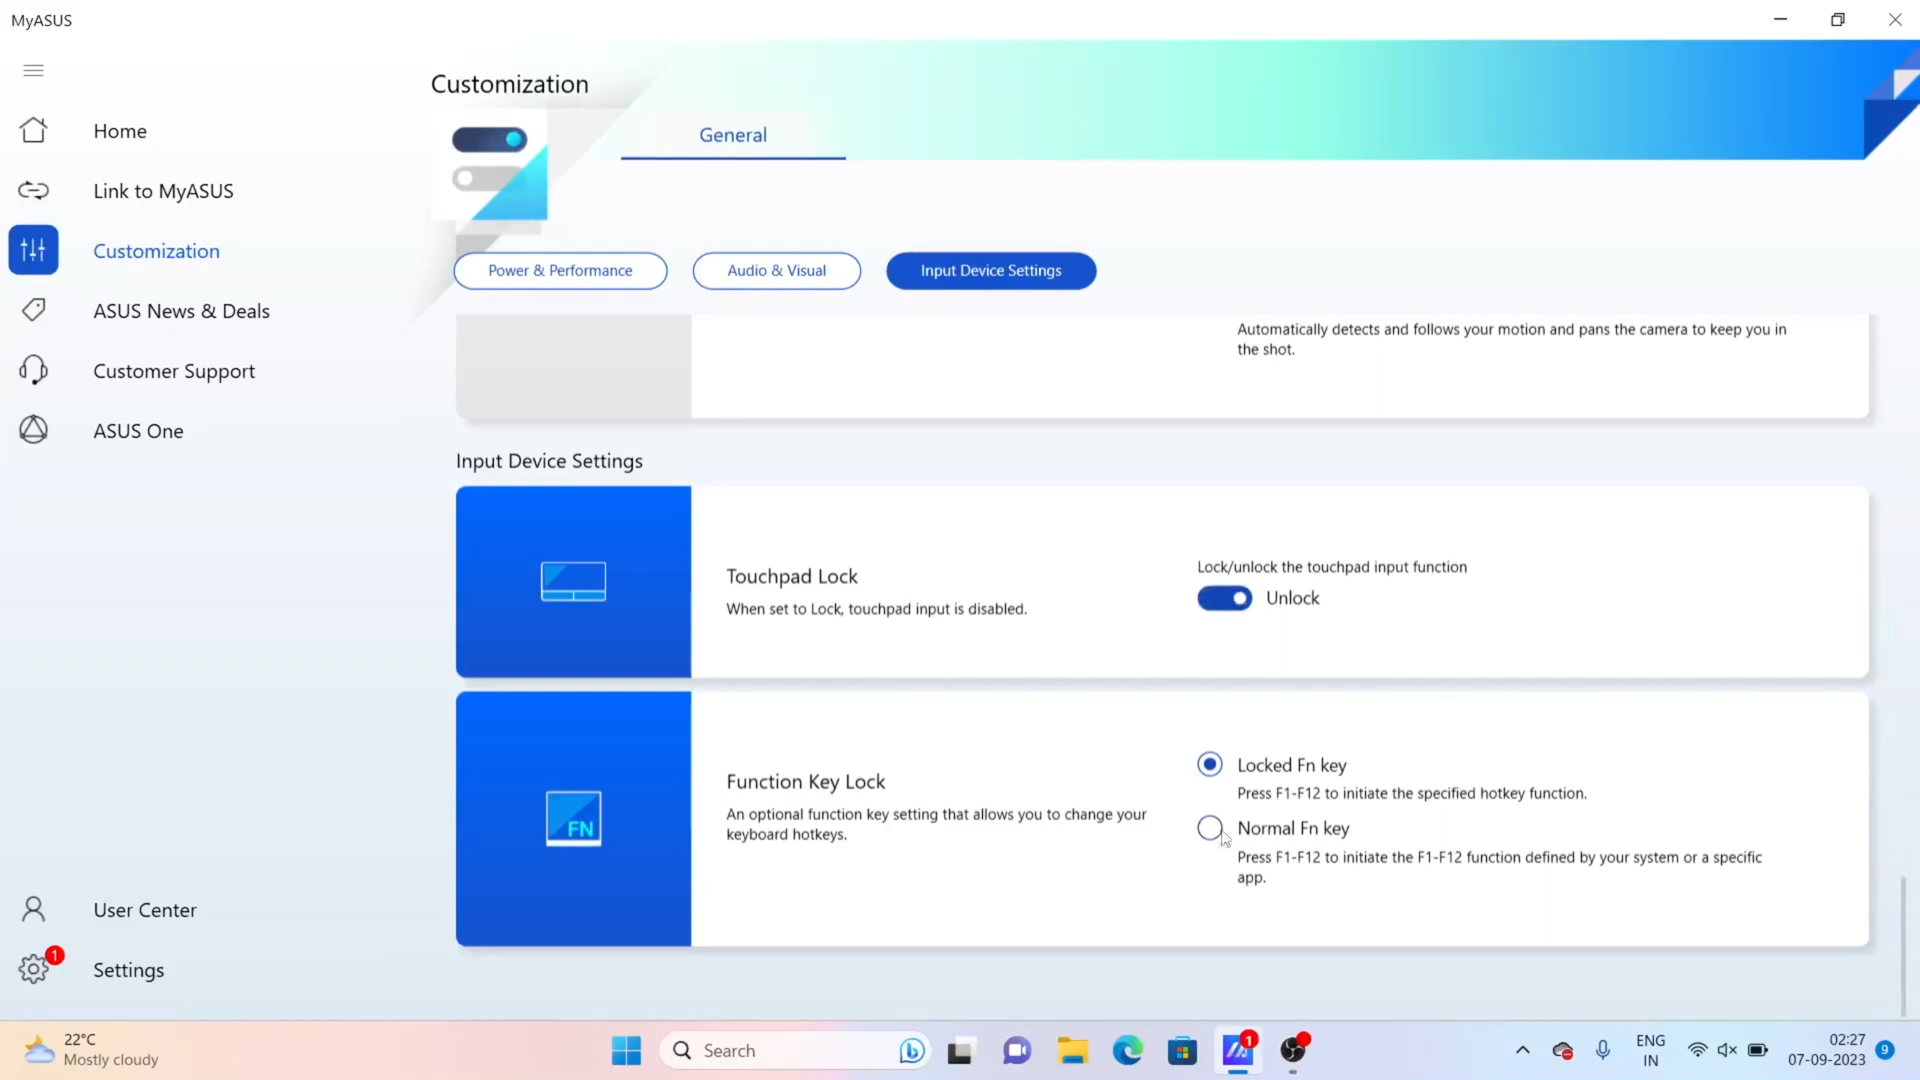 MyASUS
Home
Link to MyASUS
Customization
ASUS News & Deals
Customer Support
ASUS One
User Center
1
Settings
Customization
General
Power & Performance
Audio & Visual
Input Device Settings
Automatically detects and follows your motion and pans the camera to keep you in
the shot.
Input Device Settings
Touchpad Lock
When set to Lock, touchpad input is disabled.
Lock/unlock the touchpad input function
Unlock
FN
Function Key Lock
An optional function key setting that allows you to change your
keyboard hotkeys.
Locked Fn key
Press F1-F12 to initiate the specified hotkey function.
Normal Fn key
Press F1-F12 to initiate the F1-F12 function defined by your system or a specific
app.
22°C
Mostly cloudy
Search
1
ENG
IN
02:27
07-09-2023
9